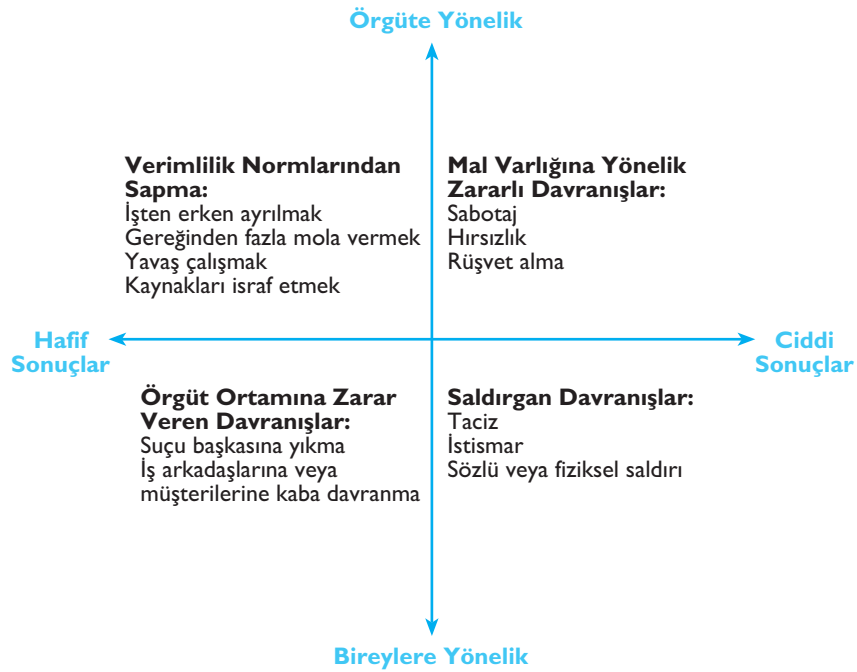 Örgüte Yönelik
Verimlilik Normlarından
Sapma:
İşten erken ayrılmak
Gereğinden fazla mola vermek
Yavaş çalışmak
Kaynakları israf etmek
Mal Varlığına Yönelik
Zararlı Davranışlar:
Sabotaj
Hırsızlık
Rüşvet alma
Hafif
Sonuçlar
Ciddi
Sonuçlar
Örgüt Ortamına Zarar
Veren Davranışlar:
Suçu başkasına yıkma
İş arkadaşlarına veya
müşterilerine kaba davranma
Saldırgan Davranışlar:
Taciz
İstismar
Sözlü veya fiziksel saldırı
Bireylere Yönelik